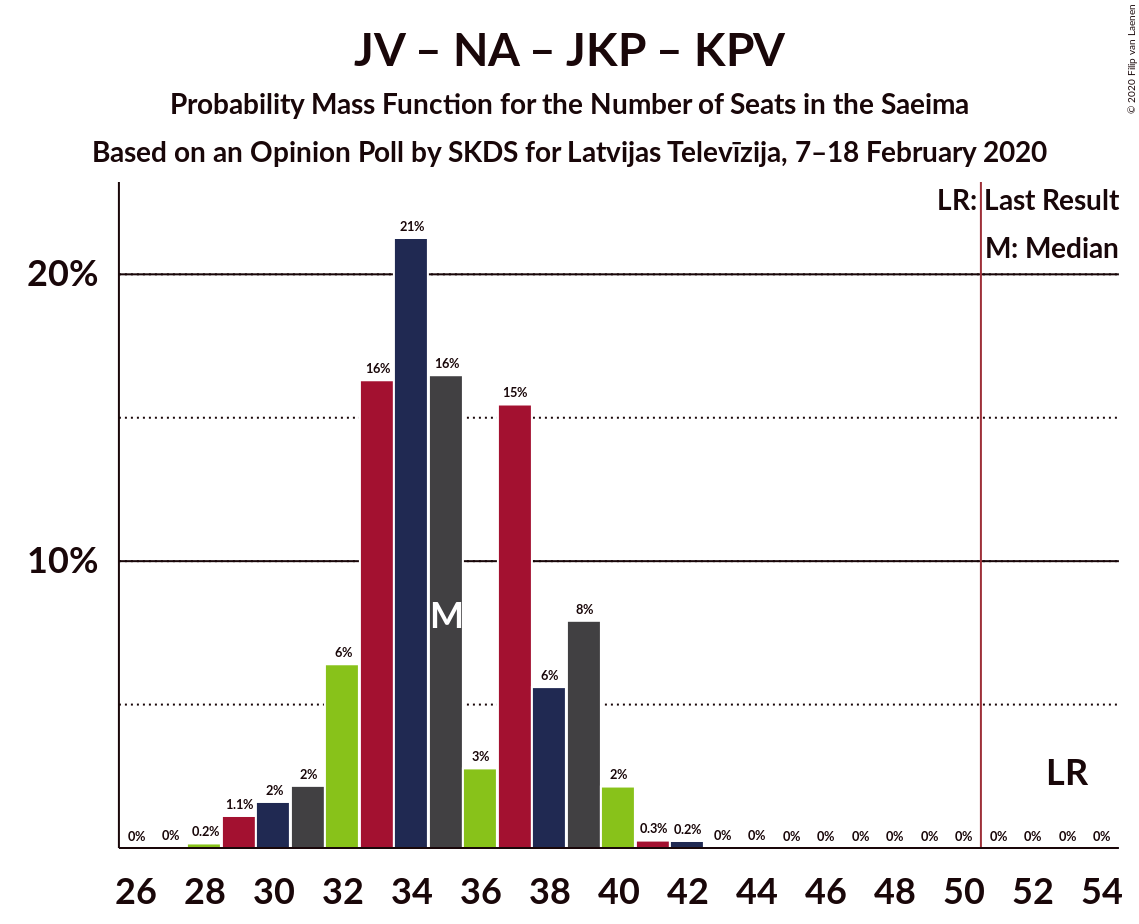 JV – NA – JKP – KPV
Probability Mass Function for the Number of Seats in the Saeima
Based on an Opinion Poll by SKDS for Latvijas Televīzija, 7–18 February 2020
© 2020 Filip van Laenen
LR: Last Result
M: Median
20%
10%
0% 0% 0.2% 1.1% 2% 2% 6% 16% 21% 16% 3% 15% 6% 8% 2% 0.3% 0.2% 0% 0% 0% 0% 0% 0% 0% 0% 0% 0% 0% 0%
M
LR
26 28 30 32 34 36 38 40 42 44 46 48 50 52 54